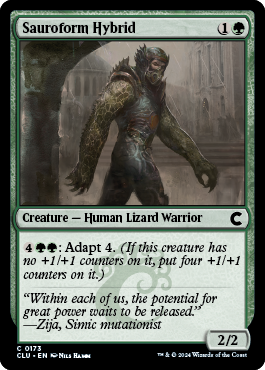 Sauroform Hybrid 1
Creature — Human Lizard Warrior C
4: Adapt 4. (If this creature has
no +1/+1 counters on it, put four +1/+1
counters on it.)
“Within each of us, the potential for
great power waits to be released.”
—Zija, Simic mutationist
2/2
C 0173
CLU • EN Nils Hamm
™ & © 2024 Wizards of the Coast